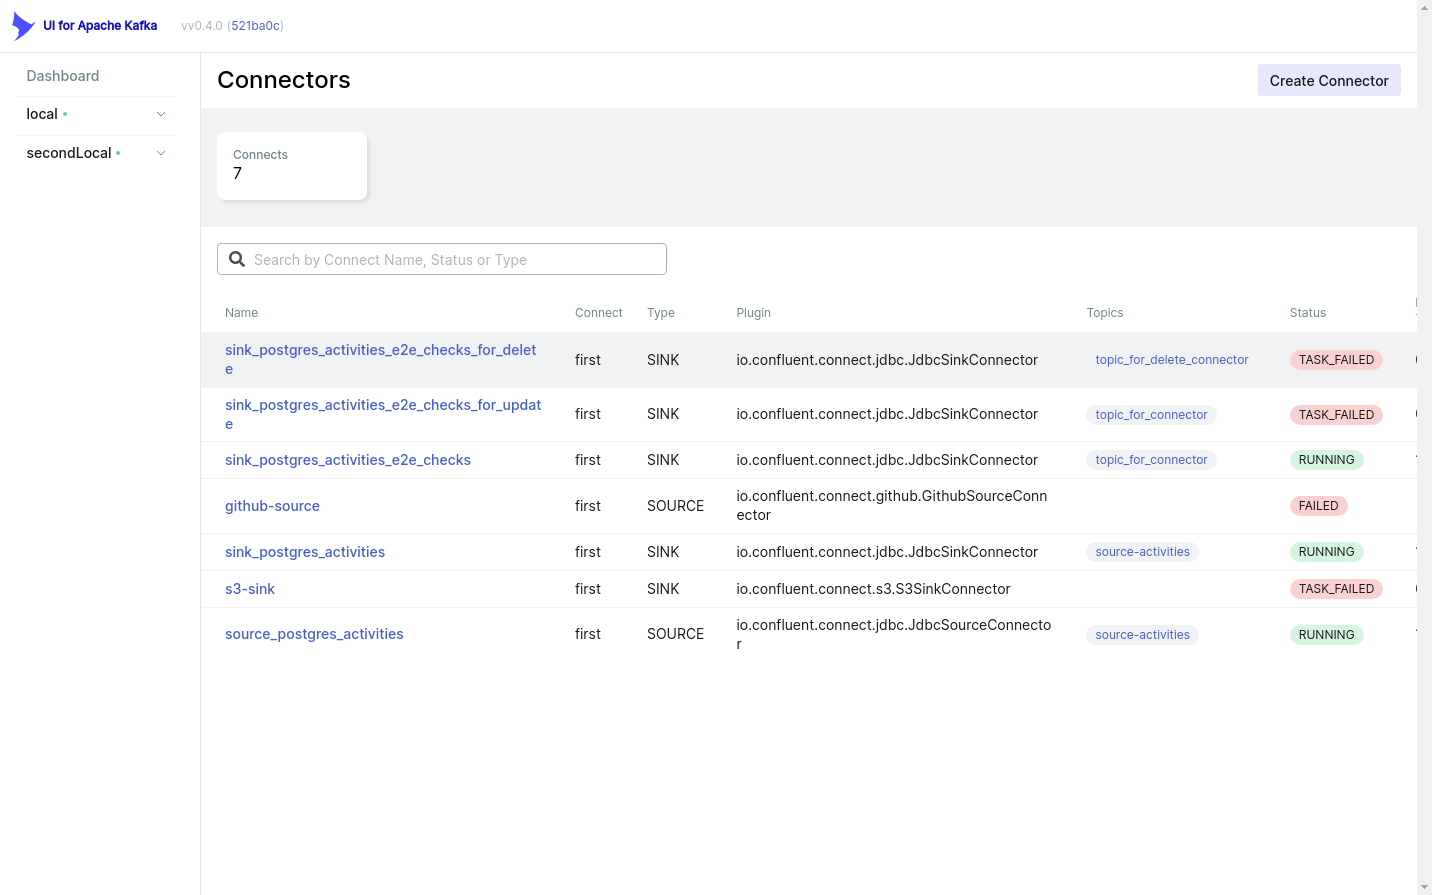 UI for Apache Kafka
vv0.4.0 (521ba0c)
Dashboard
local
secondLocal
Connectors
Create Connector
Connects
7
Search by Connect Name, Status or Type
Name Connect Type Plugin Topics Status
sink_postgres_activities_e2e_checks_for_delet
e
first SINK io.confluent.connect.jdbc.JdbcSinkConnector topic_for_delete_connector TASK_FAILED
sink_postgres_activities_e2e_checks_for_updat
e
first SINK io.confluent.connect.jdbc.JdbcSinkConnector topic_for_connector TASK_FAILED
sink_postgres_activities_e2e_checks first SINK io.confluent.connect.jdbc.JdbcSinkConnector topic_for_connector RUNNING
github-source first SOURCE
io.confluent.connect.github.GithubSourceConn
ector
FAILED
sink_postgres_activities first SINK io.confluent.connect.jdbc.JdbcSinkConnector source-activities RUNNING
s3-sink first SINK io.confluent.connect.s3.S3SinkConnector TASK_FAILED
source_postgres_activities first SOURCE
io.confluent.connect.jdbc.JdbcSourceConnecto
r
source-activities RUNNING